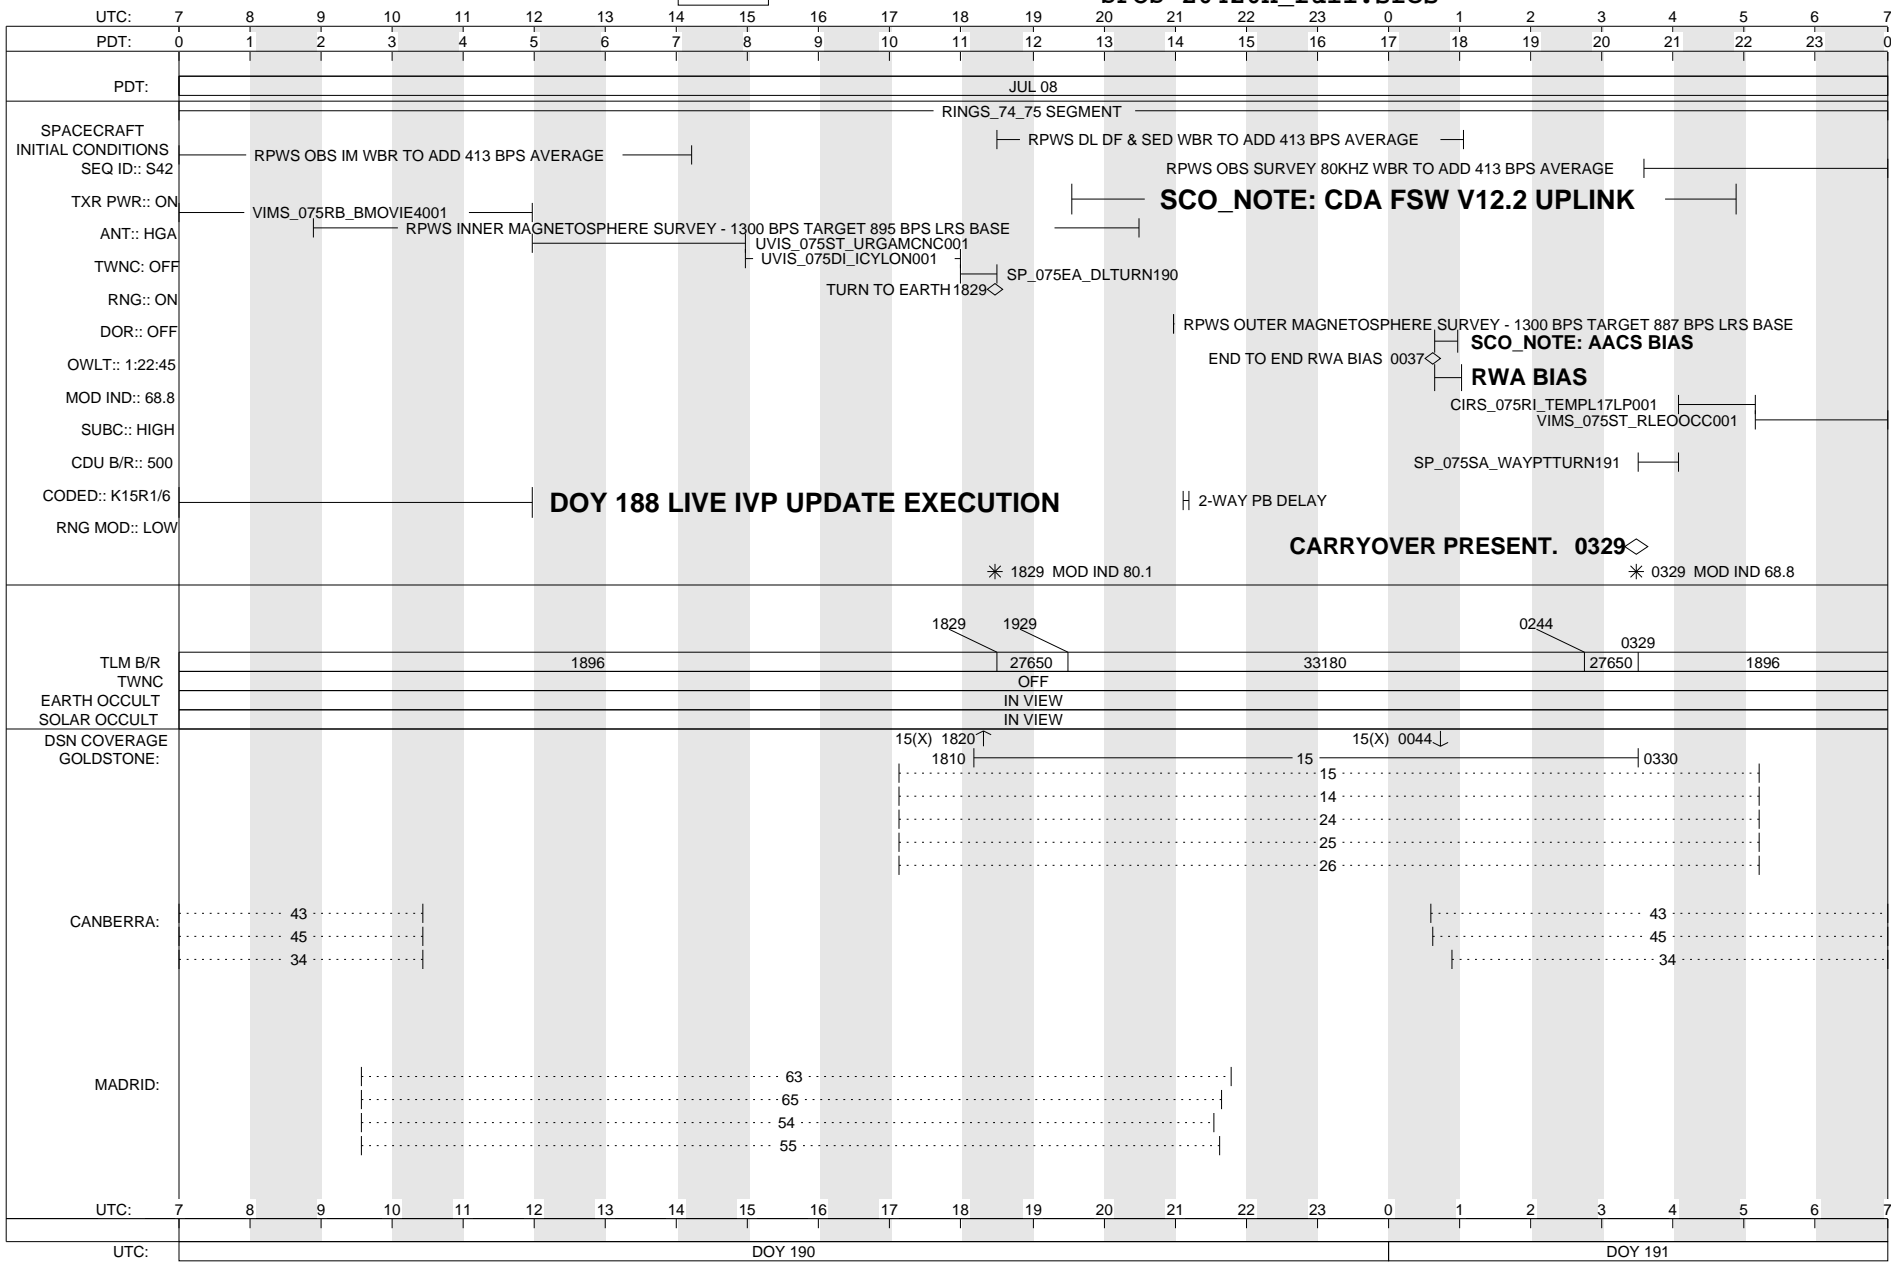 UTC: 7 8 9 10 11 12 13 14 15 16 17 18 19 20 21 22 23 0 1 2 3 4 5 6 7
PDT: 0 1 2 3 4 5 6 7 8 9 10 11 12 13 14 15 16 17 18 19 20 21 22 23 0
PDT: JUL 08
RINGS_74_75 SEGMENT
SPACECRAFT
INITIAL CONDITIONS
SEQ ID:: S42
TXR PWR:: ON
ANT:: HGA
TWNC: OFF
RNG:: ON
DOR:: OFF
OWLT:: 1:22:45
MOD IND:: 68.8
SUBC:: HIGH
CDU B/R:: 500
CODED:: K15R1/6
RNG MOD:: LOW
RPWS DL DF & SED WBR TO ADD 413 BPS AVERAGE
RPWS OBS IM WBR TO ADD 413 BPS AVERAGE
RPWS OBS SURVEY 80KHZ WBR TO ADD 413 BPS AVERAGE
SCO_NOTE: CDA FSW V12.2 UPLINK
VIMS_075RB_BMOVIE4001
RPWS INNER MAGNETOSPHERE SURVEY - 1300 BPS TARGET 895 BPS LRS BASE
UVIS_075ST_URGAMCNC001
UVIS_075DI_ICYLON001
SP_075EA_DLTURN190
TURN TO EARTH 1829
RPWS OUTER MAGNETOSPHERE SURVEY - 1300 BPS TARGET 887 BPS LRS BASE
SCO_NOTE: AACS BIAS
END TO END RWA BIAS 0037
RWA BIAS
CIRS_075RI_TEMPL17LP001
VIMS_075ST_RLEOOCC001
SP_075SA_WAYPTTURN191
DOY 188 LIVE IVP UPDATE EXECUTION
2-WAY PB DELAY
CARRYOVER PRESENT. 0329
1829 MOD IND 80.1
0329 MOD IND 68.8
1829 1929 0244
0329
TLM B/R 1896 27650 33180 27650 1896
TWNC OFF
EARTH OCCULT IN VIEW
SOLAR OCCULT IN VIEW
DSN COVERAGE 15(X) 1820 15(X) 0044
GOLDSTONE: 1810 15 0330
15
14
24
25
26
CANBERRA: 43 43
45 45
34 34
MADRID: 63
65
54
55
UTC: 7 8 9 10 11 12 13 14 15 16 17 18 19 20 21 22 23 0 1 2 3 4 5 6 7
UTC: DOY 190 DOY 191